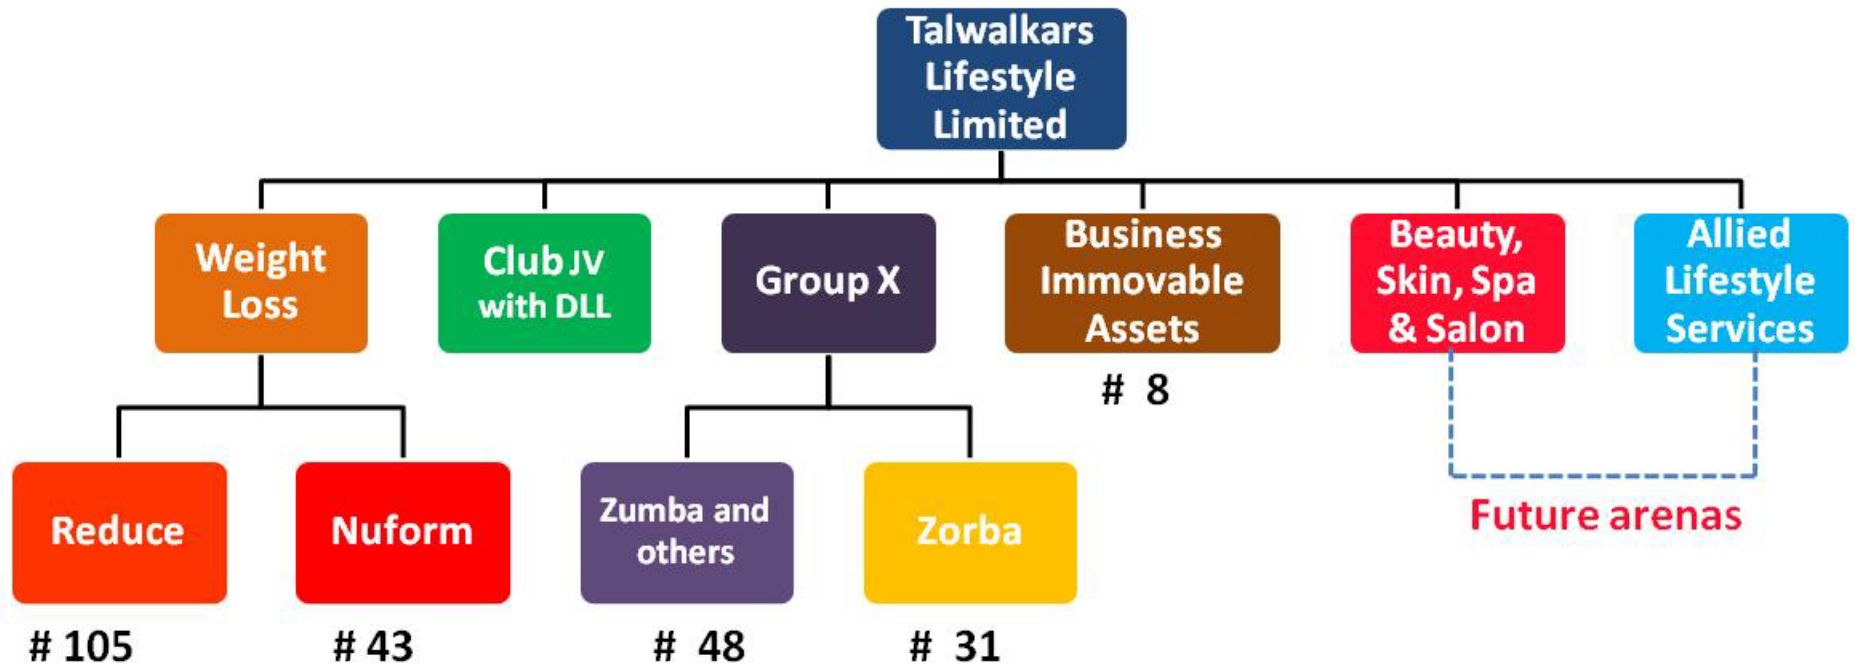 Talwalkars
Lifestyle
Limited
Weight
Loss
Club JV
with DLL
Group X
Business
Immovable
Assets
Beauty,
Skin, Spa
& Salon
Allied
Lifestyle
Services
# 8
Reduce
Nuform
Zumba and
others
Zorba
Future arenas
# 105
# 43
# 48
# 31